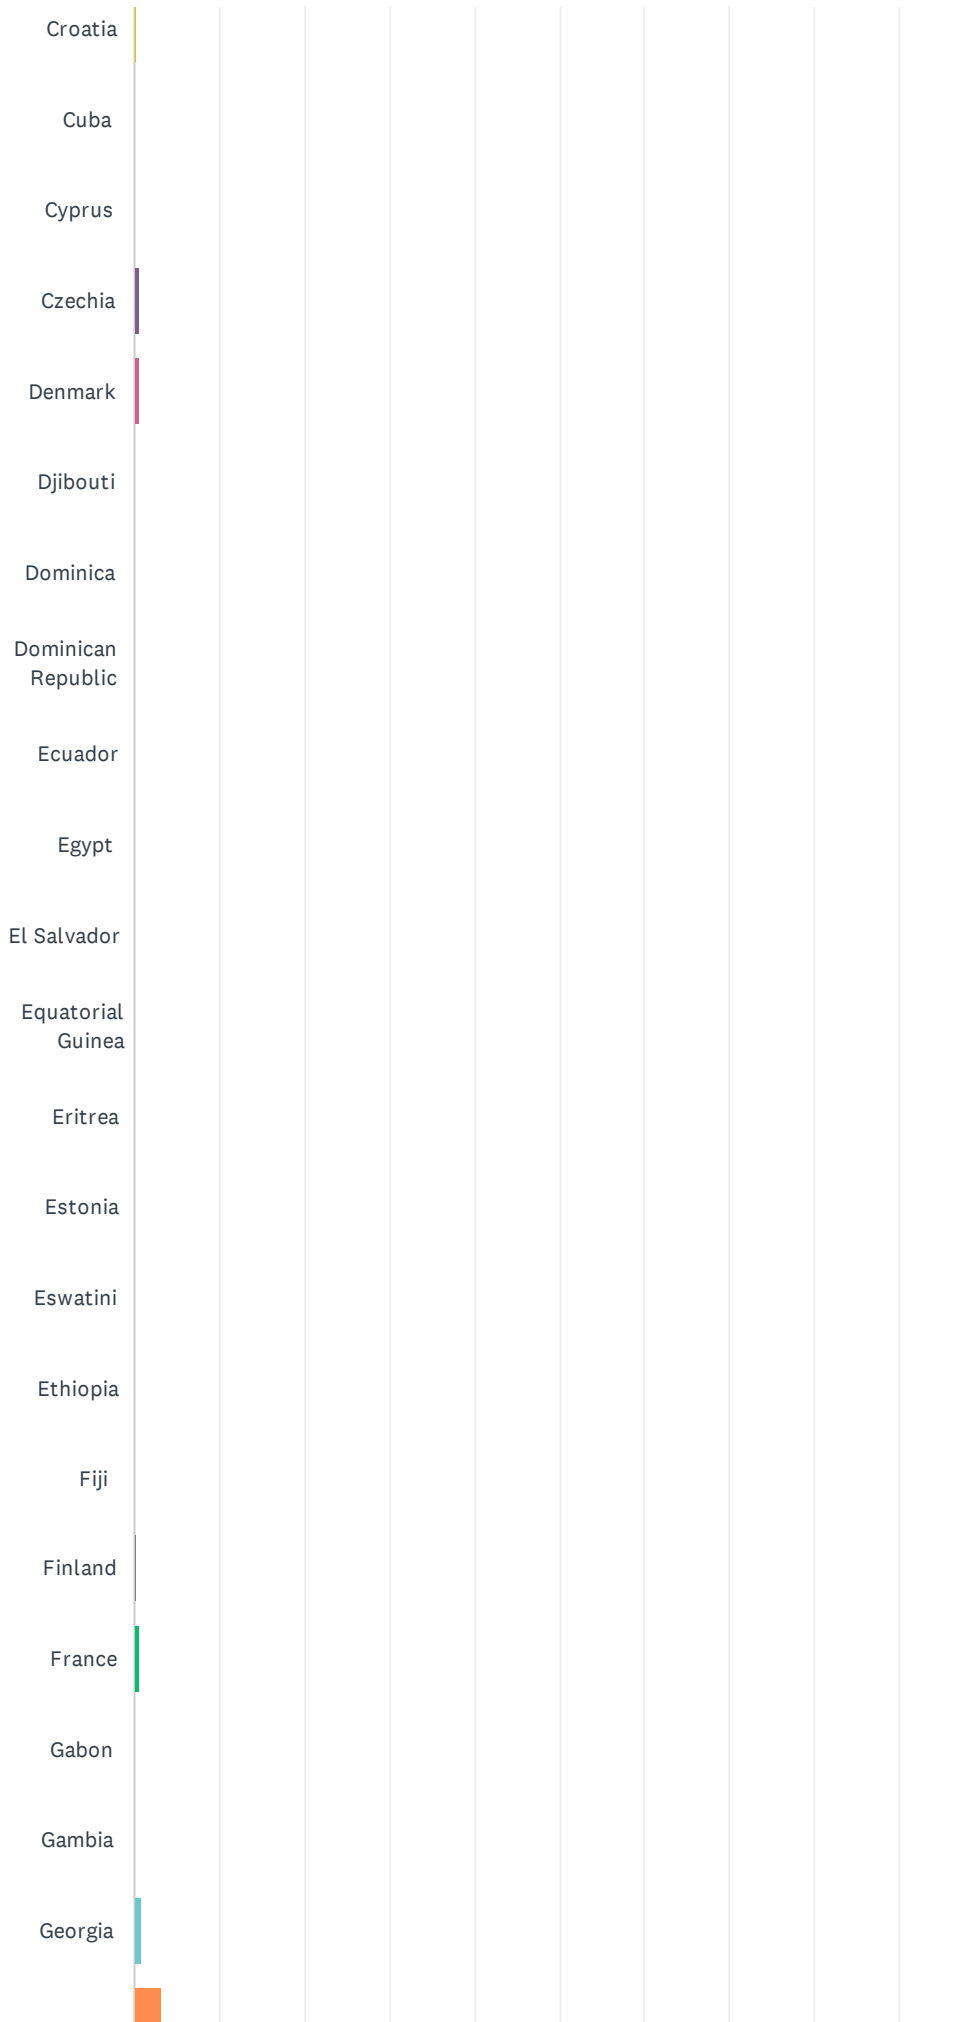 Croatia
Cuba
Cyprus
Czechia
Denmark
Djibouti
Dominica
Dominican
Republic
Ecuador
Egypt
El Salvador
Equatorial
Guinea
Eritrea
Estonia
Eswatini
Ethiopia
Fiji
Finland
France
Gabon
Gambia
Georgia